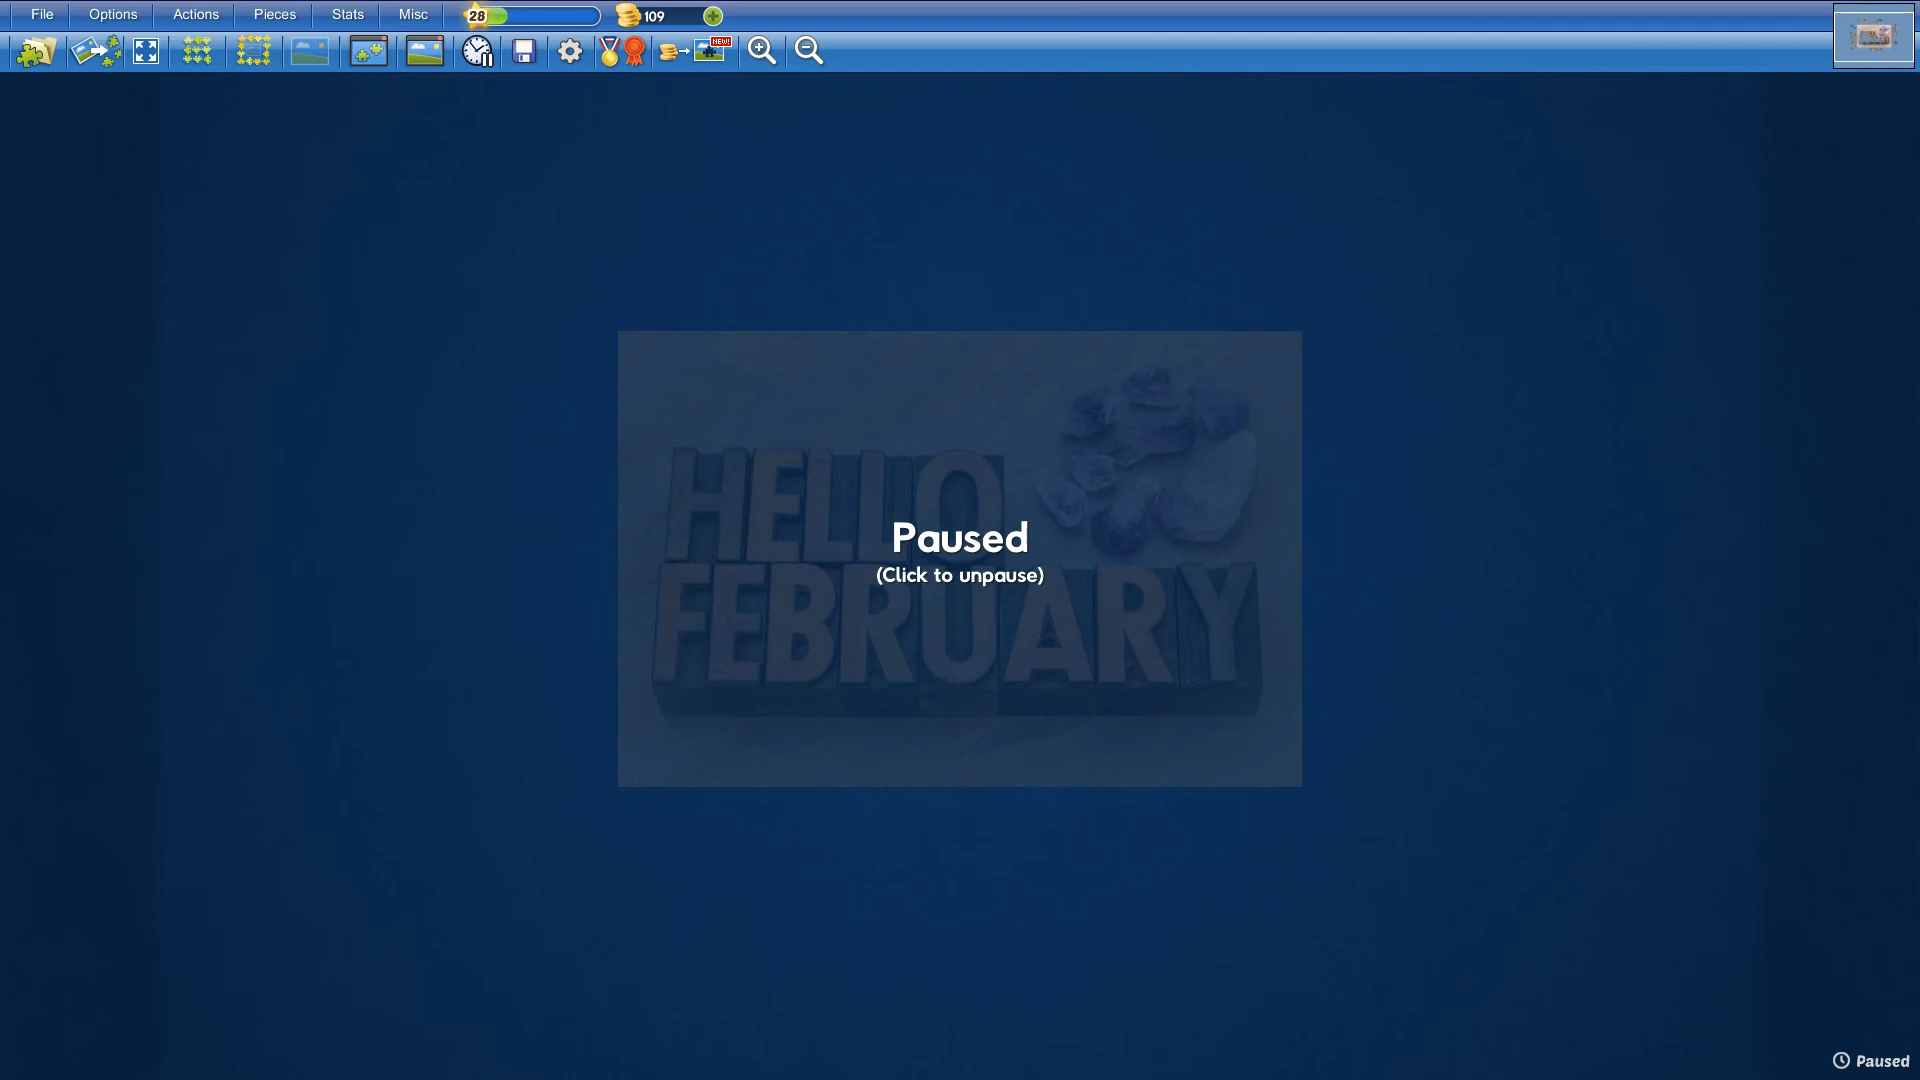 File Options Actions Pieces Stats Misc 28 109
NEW!
HELLO
Paused
(Click to unpause)
FEBRUARY
Paused